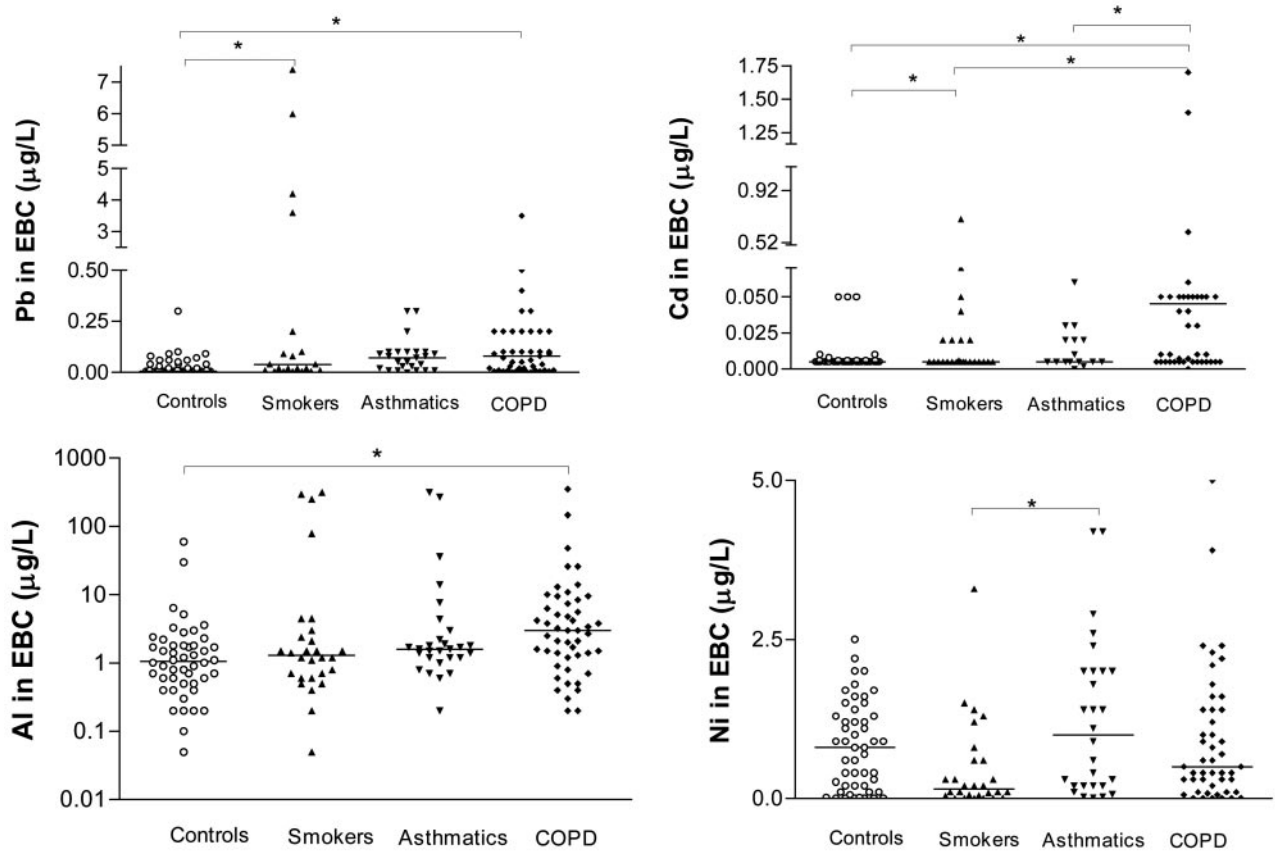 *
*
Pb in EBC (µg/L)
7
6
5
5
4
3
0.50
0.25
0.00
Controls
Smokers
Asthmatics
COPD
*
*
*
*
Cd in EBC (µg/L)
1.75
1.50
1.25
0.92
0.52
0.050
0.025
0.000
Controls
Smokers
Asthmatics
COPD
*
Al in EBC (µg/L)
1000
100
10
1
0.1
0.01
Controls
Smokers
Asthmatics
COPD
*
Ni in EBC (µg/L)
5.0
2.5
0.0
Controls
Smokers
Asthmatics
COPD